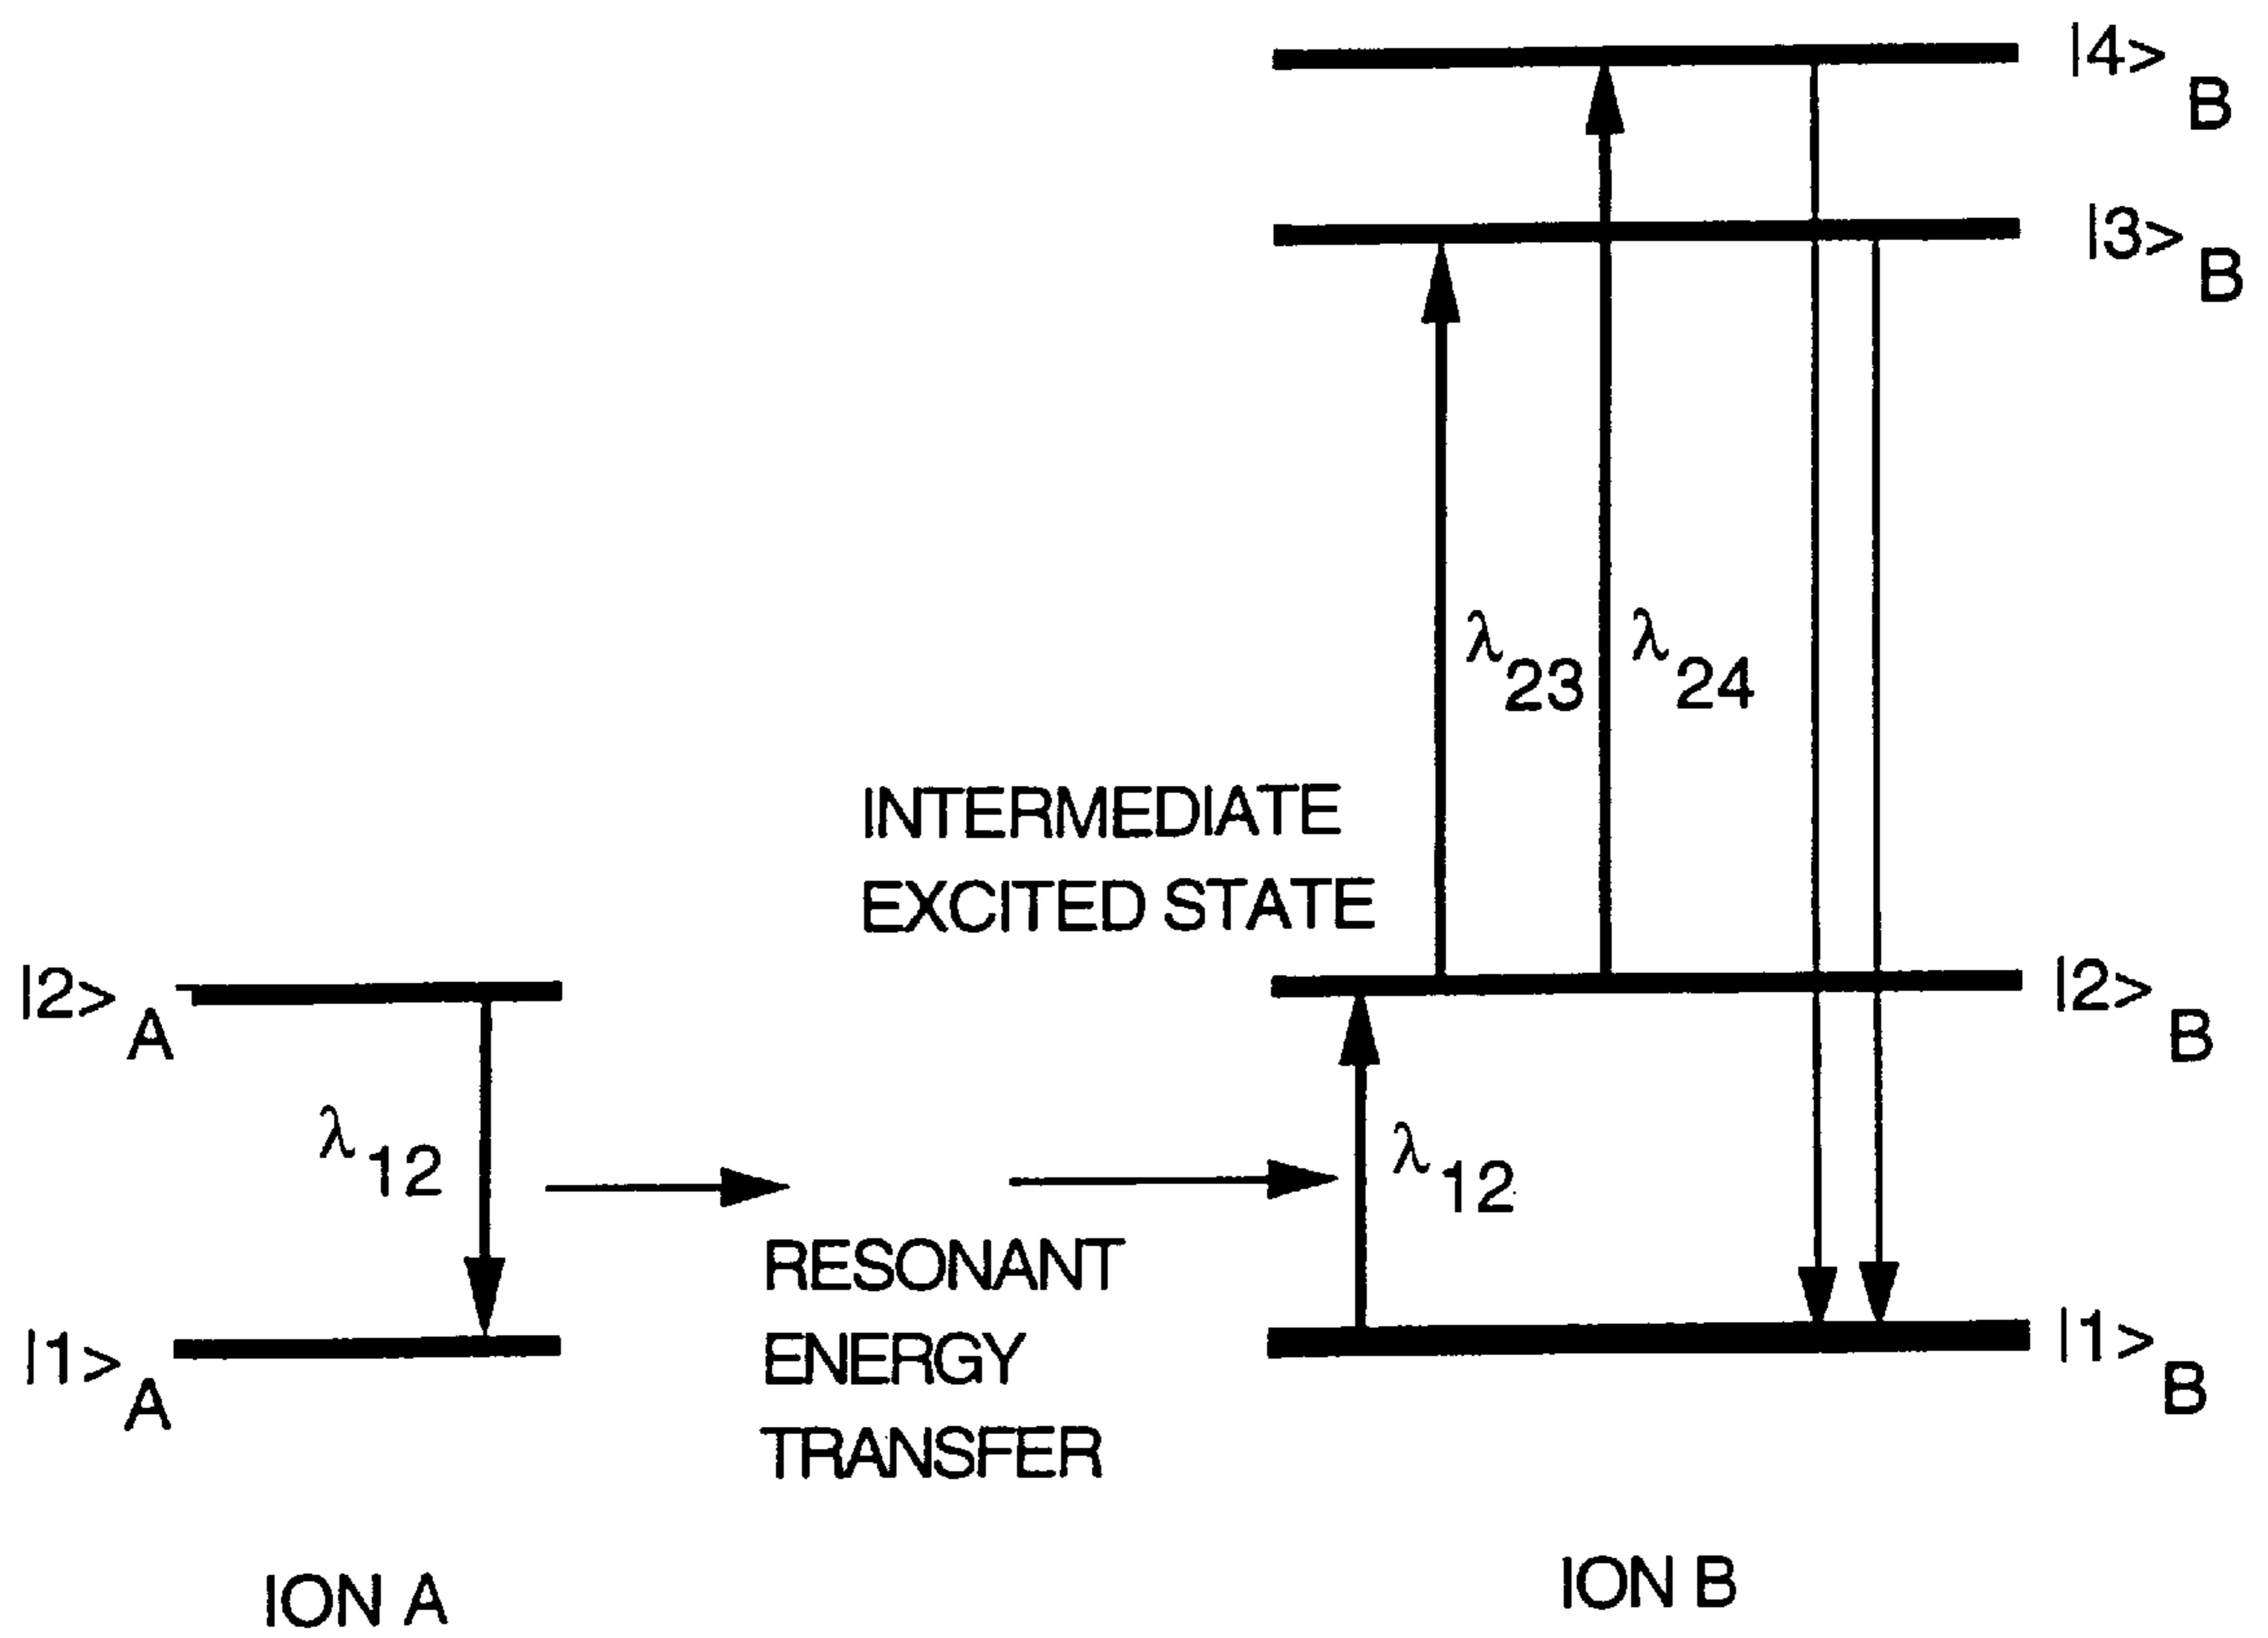 |4>B
|3>B
λ23
λ24
INTERMEDIATE
EXCITED STATE
|2>A
|2>B
λ12
λ12
RESONANT
ENERGY
TRANSFER
|1>A
|1>B
ION A
ION B